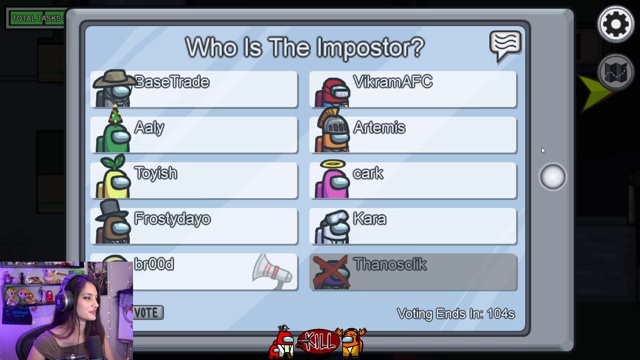 TOTAL TASKS
Who Is The Impostor?
BaseTrade
VikramAFC
Aaly
Artemis
Toyish
cark
Frostydayo
Kara
br00d
Thanosclik
VOTE
Voting Ends In: 104s
KILL